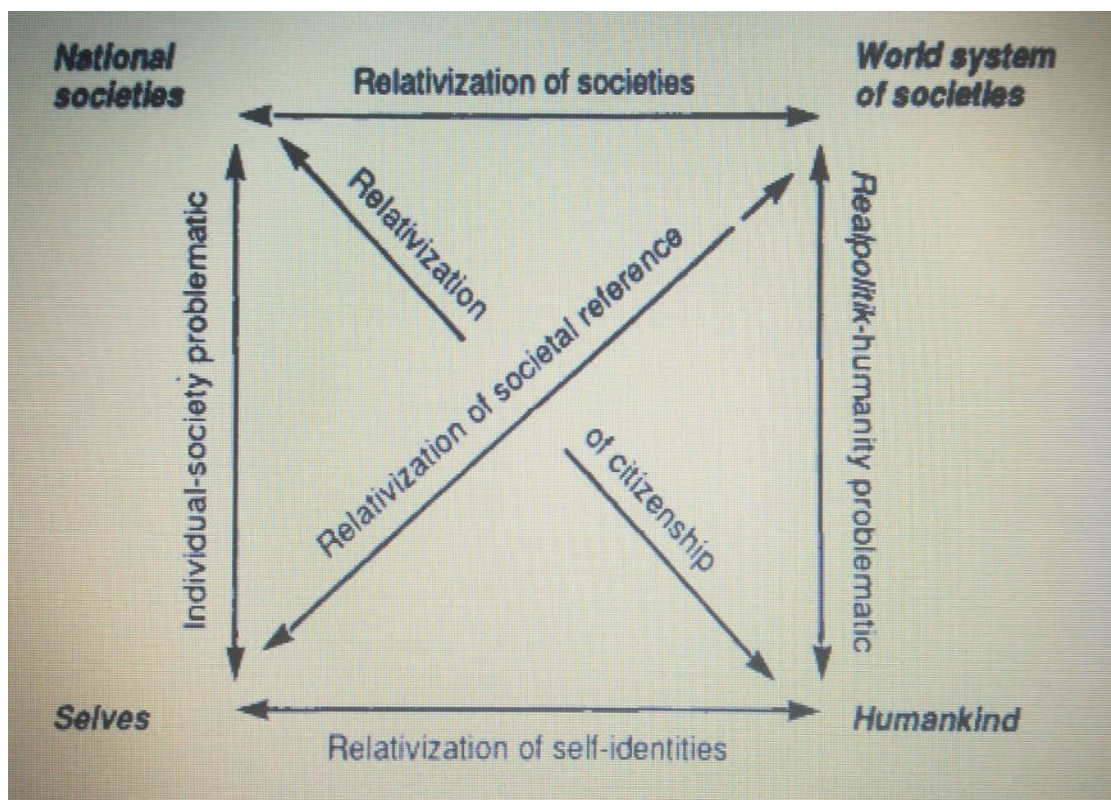 National
societies
Relativization of societies
World system
of societies
Individual-society problematic
Relativization
Relativization of societal reference
of citizenship
Realpolitik-humanity problematic
Selves
Relativization of self-identities
Humankind